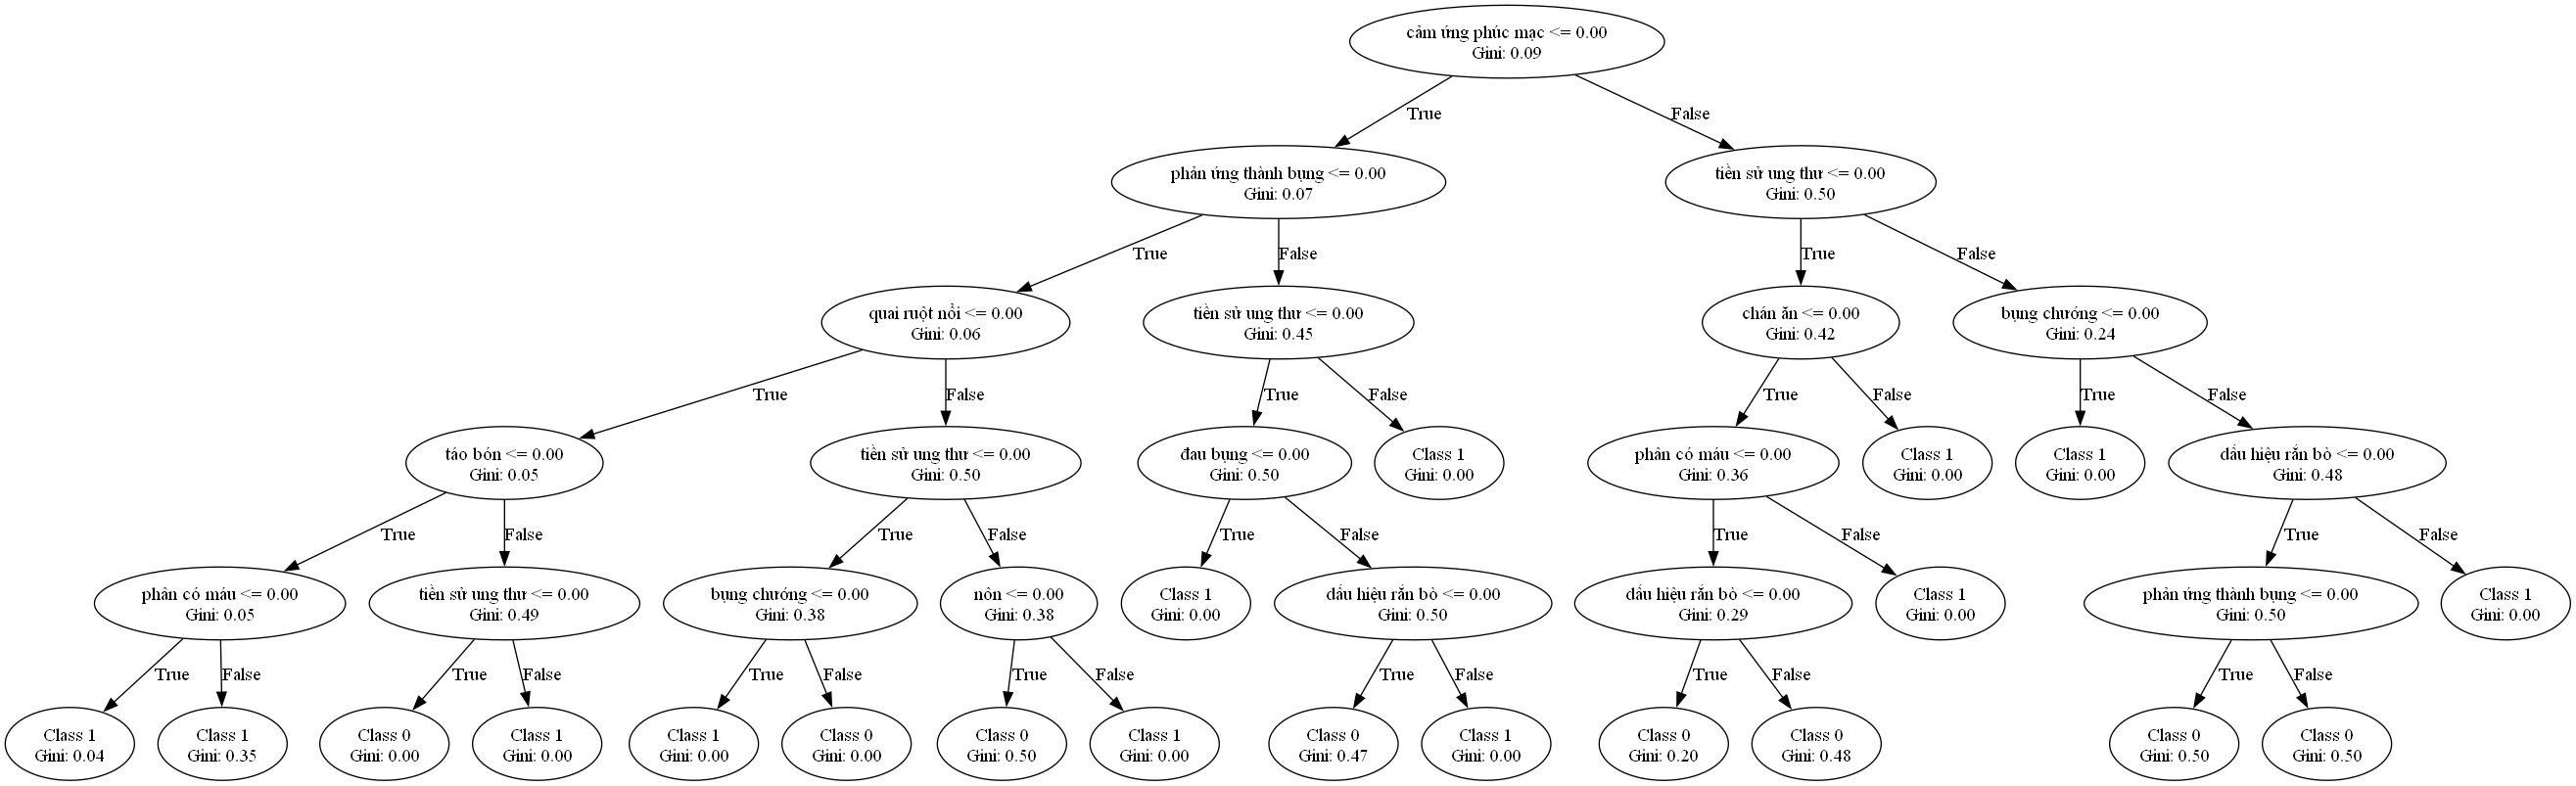 cảm ứng phúc mạc <= 0.00
Gini: 0.09
True
False
phản ứng thành bụng <= 0.00
Gini: 0.07
tiền sử ung thư <= 0.00
Gini: 0.50
True
False
True
False
quai ruột nổi <= 0.00
Gini: 0.06
tiền sử ung thư <= 0.00
Gini: 0.45
chán ăn <= 0.00
Gini: 0.42
bụng chướng <= 0.00
Gini: 0.24
True
False
True
False
True
False
True
False
táo bón <= 0.00
Gini: 0.05
tiền sử ung thư <= 0.00
Gini: 0.50
đau bụng <= 0.00
Gini: 0.50
Class 1
Gini: 0.00
phân có máu <= 0.00
Gini: 0.36
Class 1
Gini: 0.00
Class 1
Gini: 0.00
dấu hiệu rắn bò <= 0.00
Gini: 0.48
True
False
True
False
True
False
True
False
True
False
phân có máu <= 0.00
Gini: 0.05
tiền sử ung thư <= 0.00
Gini: 0.49
bụng chướng <= 0.00
Gini: 0.38
nôn <= 0.00
Gini: 0.38
Class 1
Gini: 0.00
dấu hiệu rắn bò <= 0.00
Gini: 0.50
dấu hiệu rắn bò <= 0.00
Gini: 0.29
Class 1
Gini: 0.00
phản ứng thành bụng <= 0.00
Gini: 0.50
Class 1
Gini: 0.00
True
False
True
False
True
False
True
False
True
False
True
False
True
False
Class 1
Gini: 0.04
Class 1
Gini: 0.35
Class 0
Gini: 0.00
Class 1
Gini: 0.00
Class 1
Gini: 0.00
Class 0
Gini: 0.00
Class 0
Gini: 0.50
Class 1
Gini: 0.00
Class 0
Gini: 0.47
Class 1
Gini: 0.00
Class 0
Gini: 0.20
Class 0
Gini: 0.48
Class 0
Gini: 0.50
Class 0
Gini: 0.50